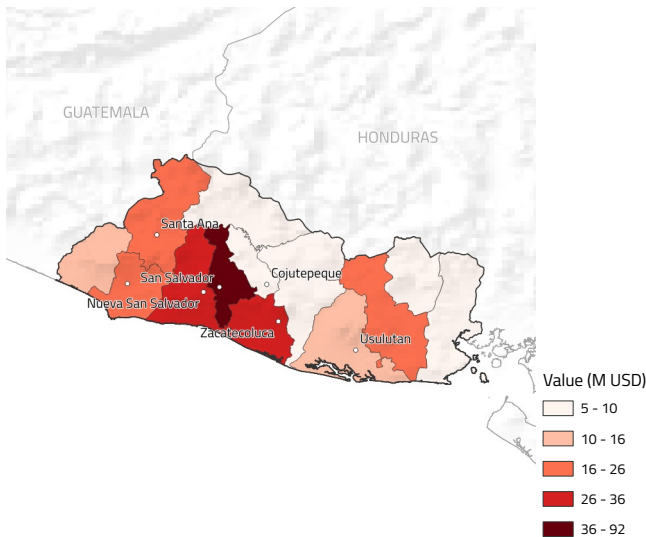 GUATEMALA
HONDURAS
Santa Ana
San Salvador
Cojutepeque
Nueva San Salvador
Zacatecoluca
Usulutan
Value (M USD)
5 - 10
10 - 16
16 - 26
26 - 36
36 - 92